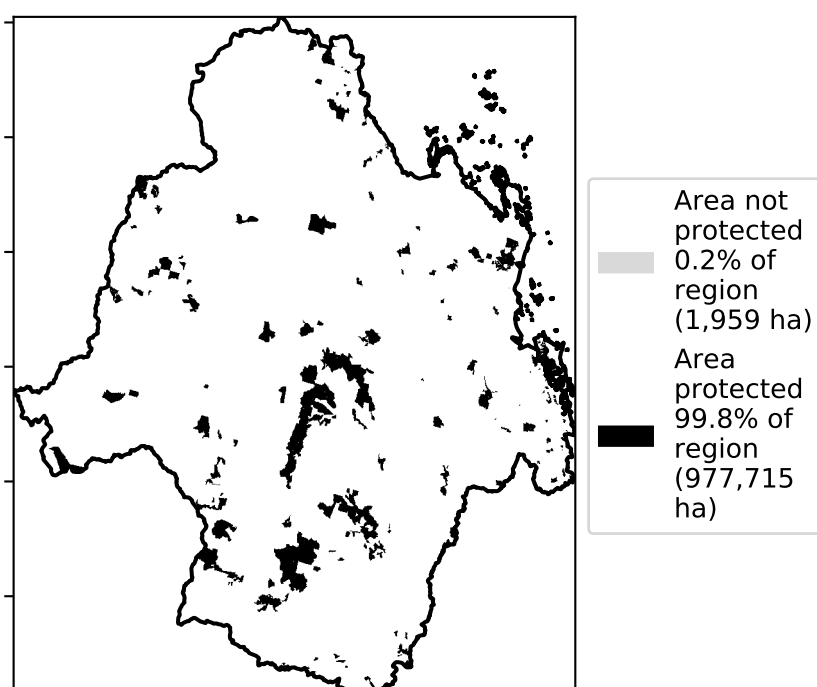 Area not
protected
0.2% of
region
(1,959 ha)
Area
protected
99.8% of
region
(977,715
ha)